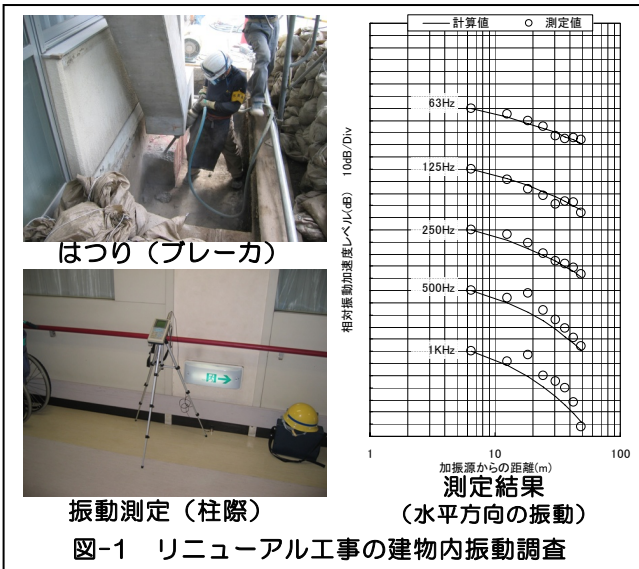 はつり（ブレーカ）
振動測定（柱際）
計算値
測定値
63Hz
125Hz
250Hz
500Hz
1KHz
相対振動加速度レベル(dB) 10dB/Div
1
10
100
加振源からの距離(m)
測定結果
（水平方向の振動）
図-1 リニューアル工事の建物内振動調査